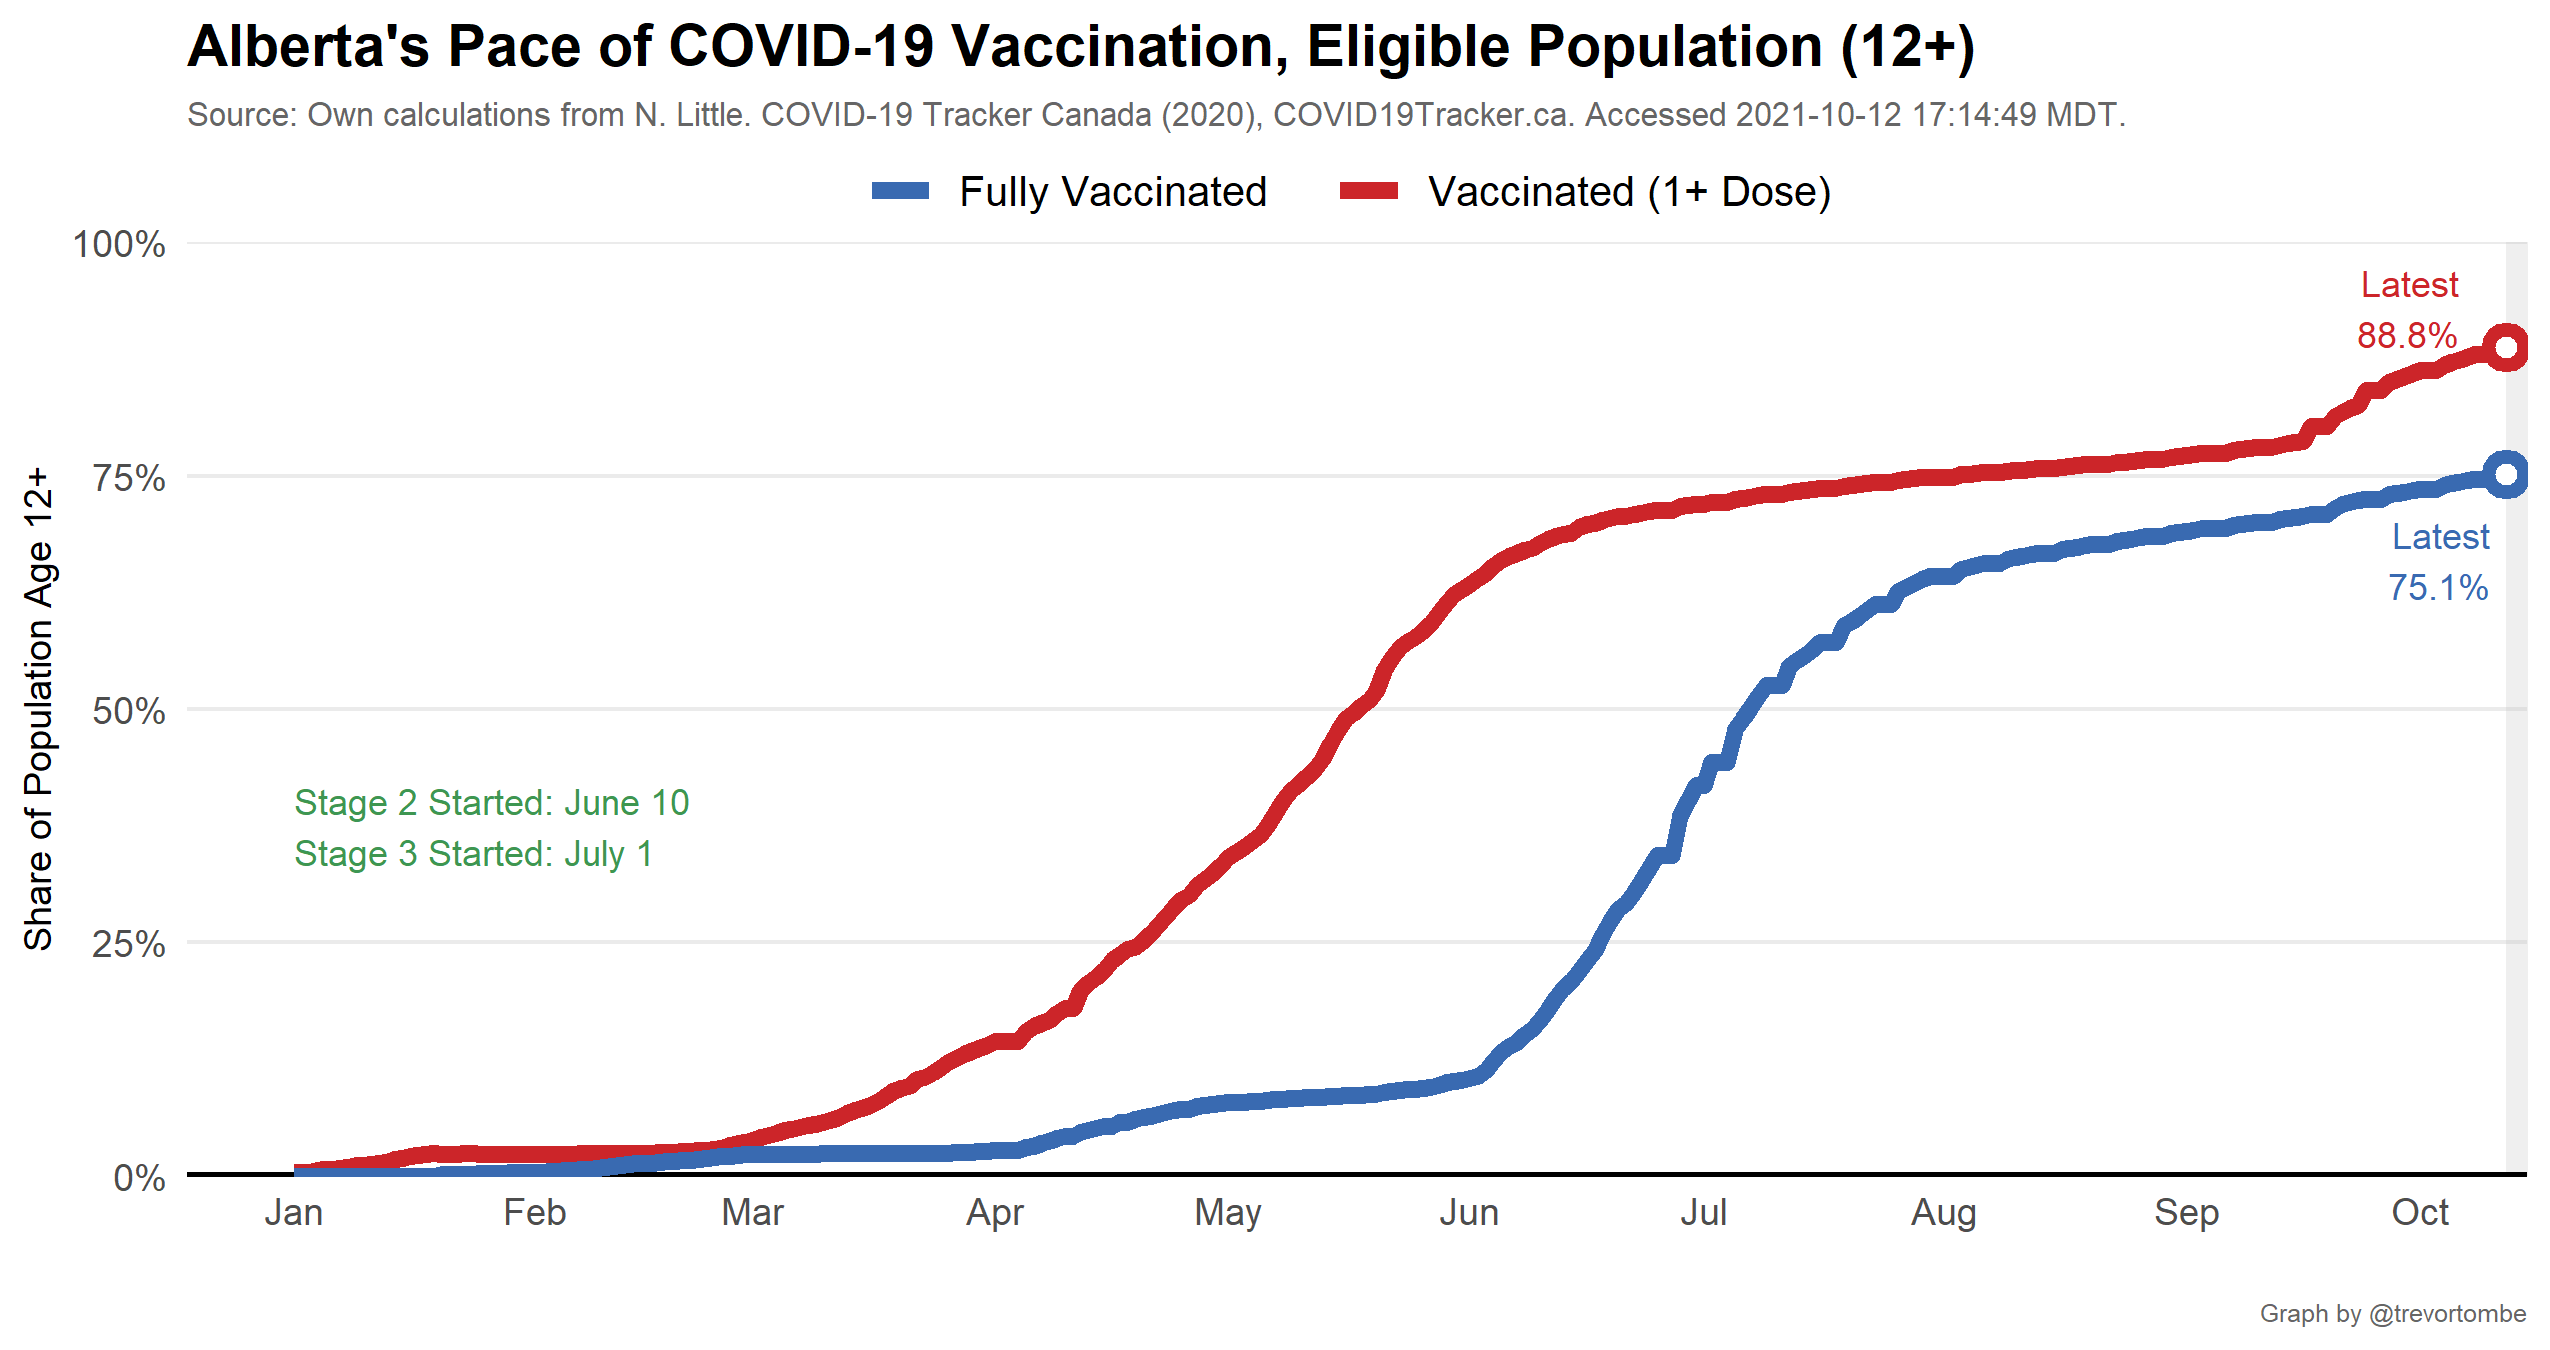 Alberta's Pace of COVID-19 Vaccination, Eligible Population (12+)
Source: Own calculations from N. Little. COVID-19 Tracker Canada (2020), COVID19Tracker.ca. Accessed 2021-10-12 17:14:49 MDT.
Fully Vaccinated
Vaccinated (1+ Dose)
100%
75%
50%
25%
0%
Share of Population Age 12+
Latest
88.8%
Latest
75.1%
Stage 2 Started: June 10
Stage 3 Started: July 1
Jan Feb Mar Apr May Jun Jul Aug Sep Oct
Graph by @trevortombe